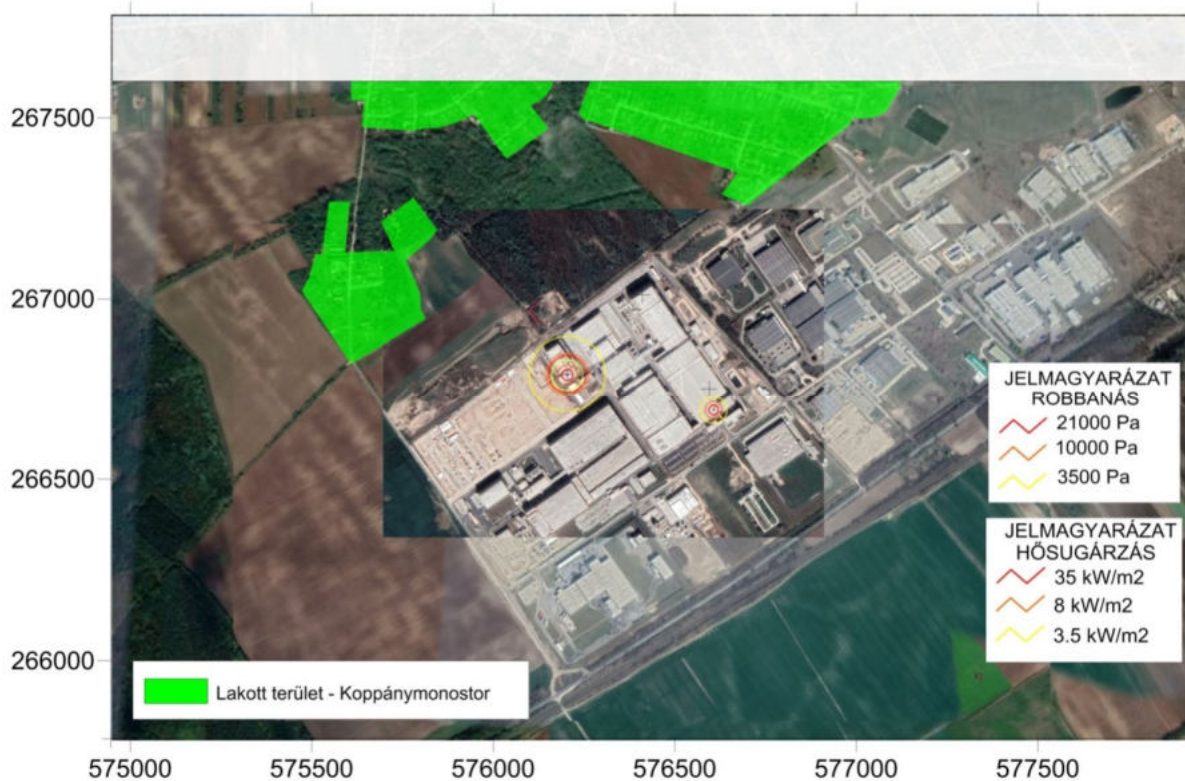 267500
267000
266500
266000
JELMAGYARÁZAT
ROBBANÁS
21000 Pa
10000 Pa
3500 Pa
JELMAGYARÁZAT
HŐSUGÁRZÁS
35 kW/m2
8 kW/m2
3.5 kW/m2
Lakott terület - Koppánymonostor
575000
575500
576000
576500
577000
577500